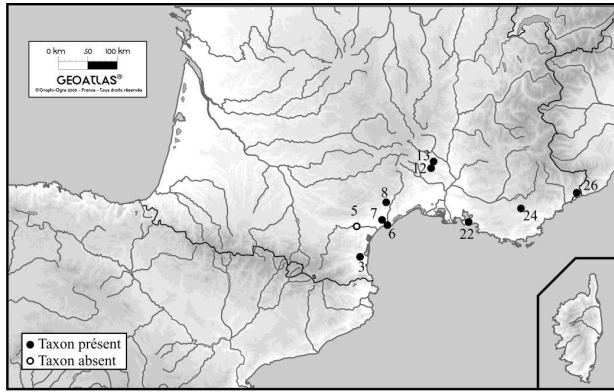 0 km 50 100 km
GEOATLAS®
© Graphi-Ogre 2000 - France - Tous droits réservés
13
12
8
26
5
7
24
6
22
3
Taxon présent
Taxon absent